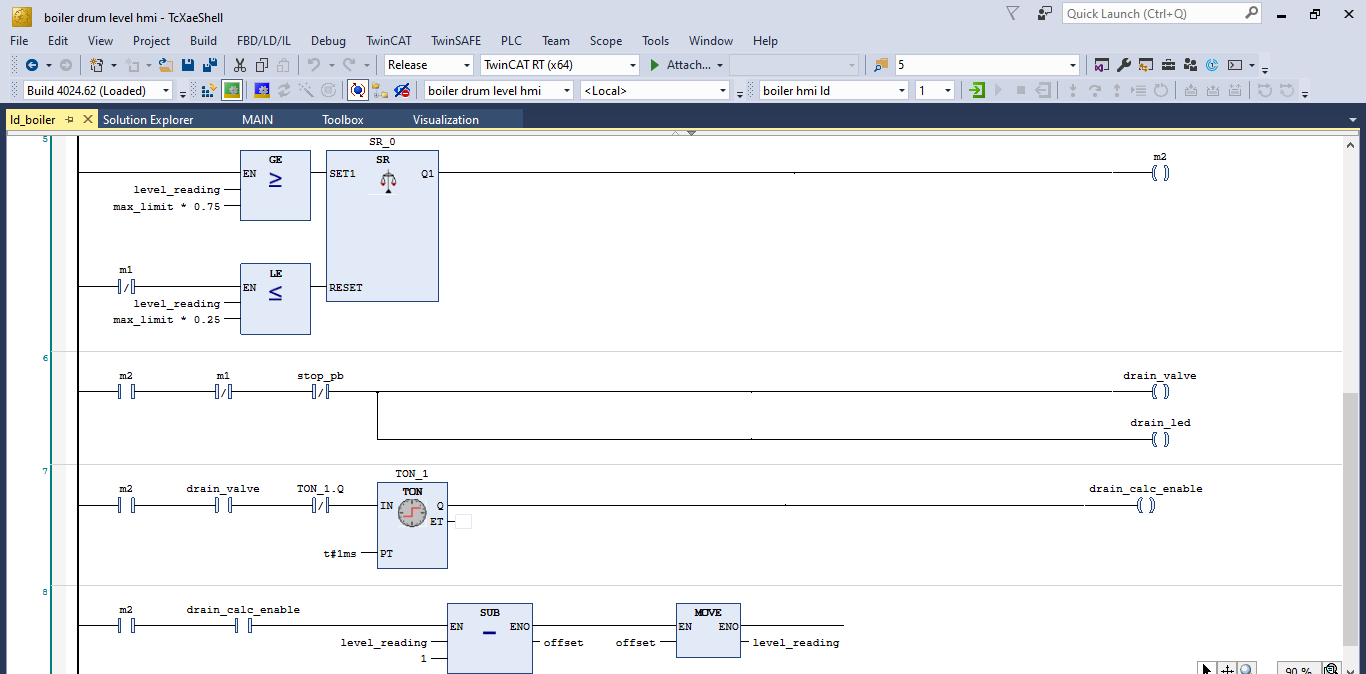 boiler drum level hmi - TcXaeShell
Quick Launch (Ctrl+Q)
File Edit View Project Build FBD/LD/IL Debug TwinCAT TwinSAFE PLC Team Scope Tools Window Help
Release TwinCAT RT (x64) Attach... 5
Build 4024.62 (Loaded) boiler drum level hmi <Local> boiler hmi ld 1
ld_boiler Solution Explorer MAIN Toolbox Visualization
5
SR_0
GE SR m2
EN ≥ SET1 Q1
level_reading
max_limit * 0.75
m1 LE
EN ≤ RESET
level_reading
max_limit * 0.25
6
m2 m1 stop_pb drain_valve
drain_led
7
TON_1
m2 drain_valve TON_1.Q TON drain_calc_enable
IN Q
ET
t#1ms PT
8
m2 drain_calc_enable SUB MOVE
EN ENO EN ENO
level_reading offset offset level_reading
1
90 %